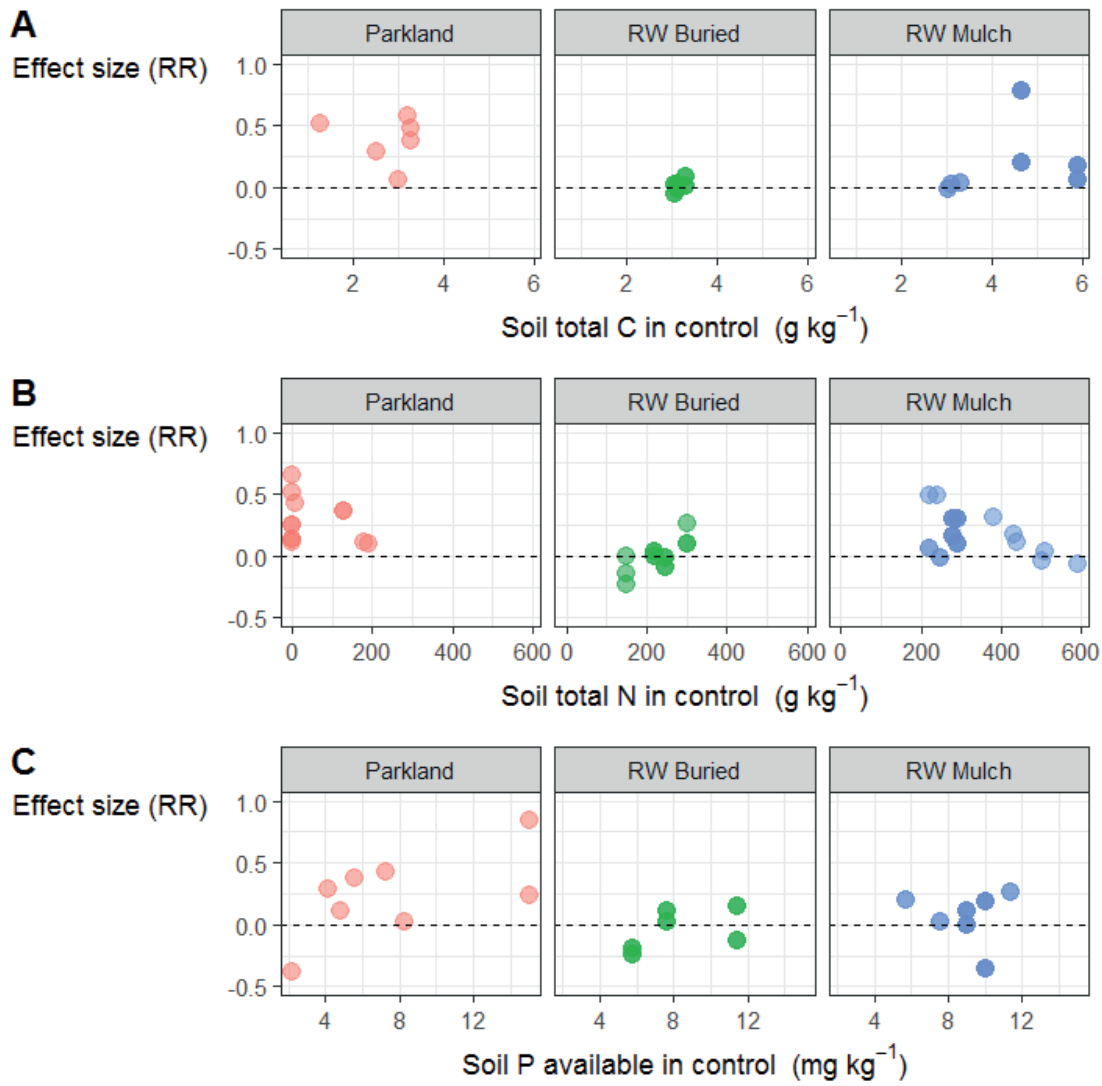 A
Parkland RW Buried RW Mulch
Effect size (RR)
1.0
0.5
0.0
-0.5
2 4 6 2 4 6 2 4 6
Soil total C in control (g kg⁻¹)
B
Parkland RW Buried RW Mulch
Effect size (RR)
1.0
0.5
0.0
-0.5
0 200 400 600 0 200 400 600 0 200 400 600
Soil total N in control (g kg⁻¹)
C
Parkland RW Buried RW Mulch
Effect size (RR)
1.0
0.5
0.0
-0.5
4 8 12 4 8 12 4 8 12
Soil P available in control (mg kg⁻¹)